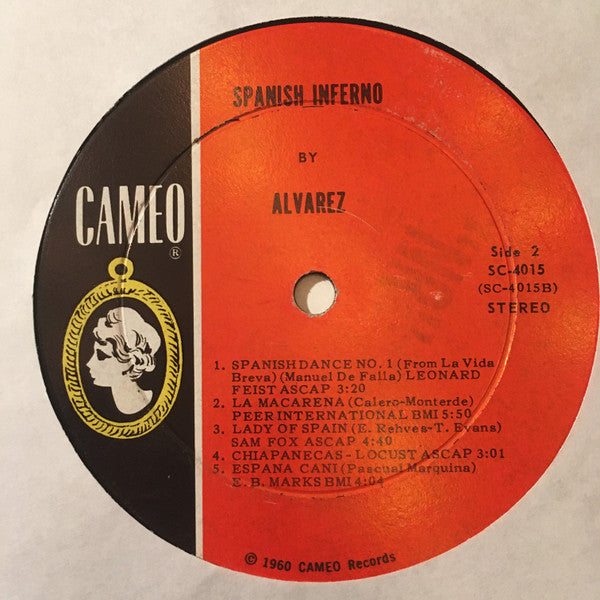 SPANISH INFERNO
BY
ALVAREZ
CAMEO
®
Side 2
SC-4015
(SC-4015B)
STEREO
1. SPANISH DANCE NO. 1 (From La Vida
Breva) (Manuel De Falla) LEONARD
FEIST ASCAP 3:20
2. LA MACARENA (Calero-Monterde)
PEER INTERNATIONAL BMI 5:50
3. LADY OF SPAIN (E. Rehves-T. Evans)
SAM FOX ASCAP 4:40
4. CHIAPANECAS - LOCUST ASCAP 3:01
5. ESPANA CANI (Pascual Marquina)
E. B. MARKS BMI 4:04
© 1960 CAMEO Records